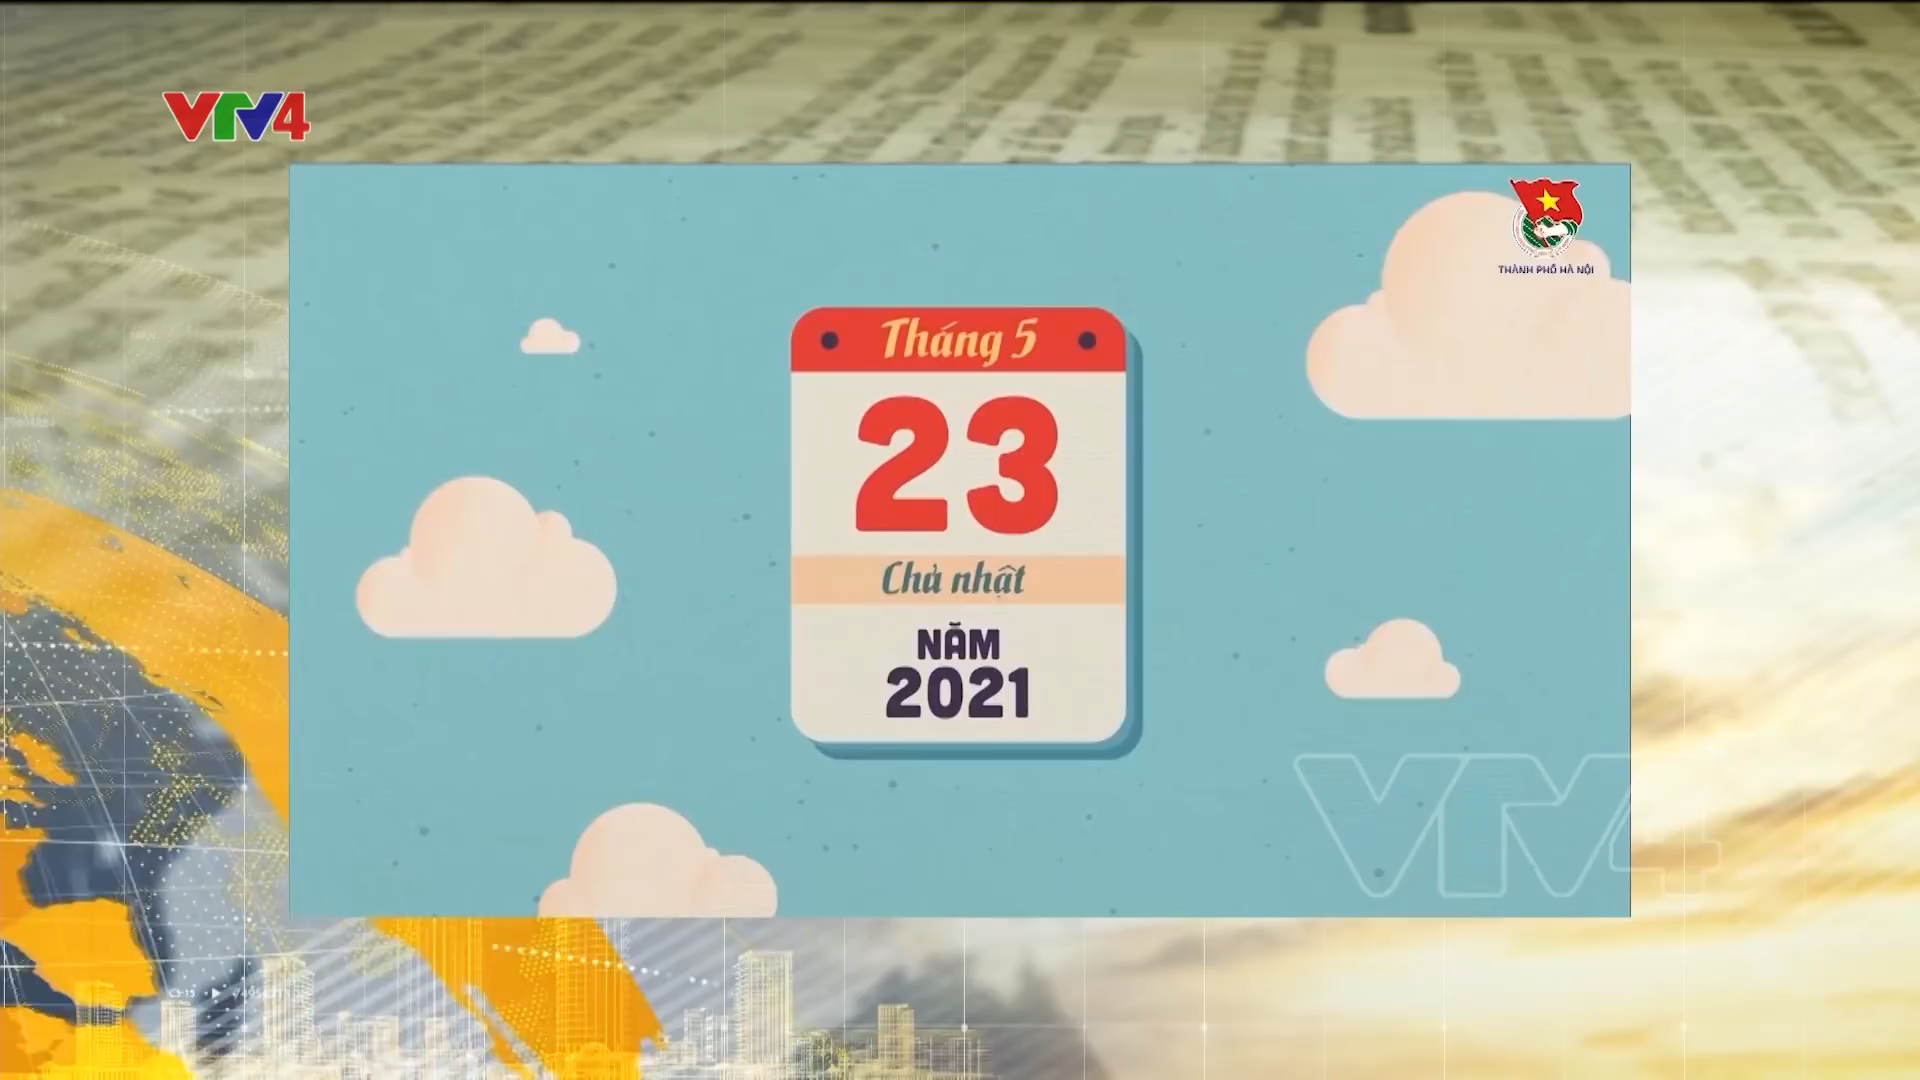 VTV4
THÀNH PHỐ HÀ NỘI
Tháng 5
23
Chủ nhật
NĂM
2021
VTV4